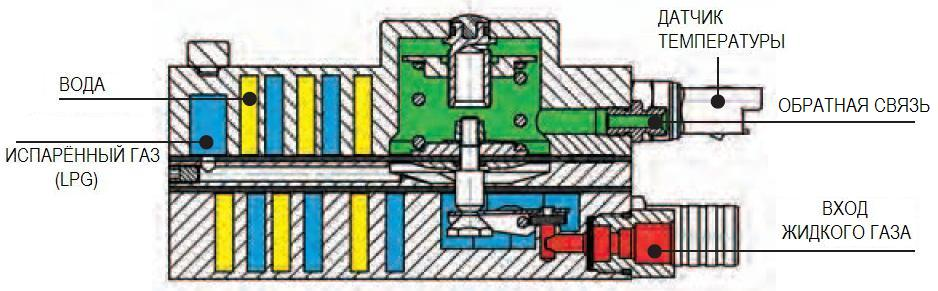 ДАТЧИК
ТЕМПЕРАТУРЫ
ВОДА
ОБРАТНАЯ СВЯЗЬ
ИСПАРЁННЫЙ ГАЗ
(LPG)
ВХОД
ЖИДКОГО ГАЗА